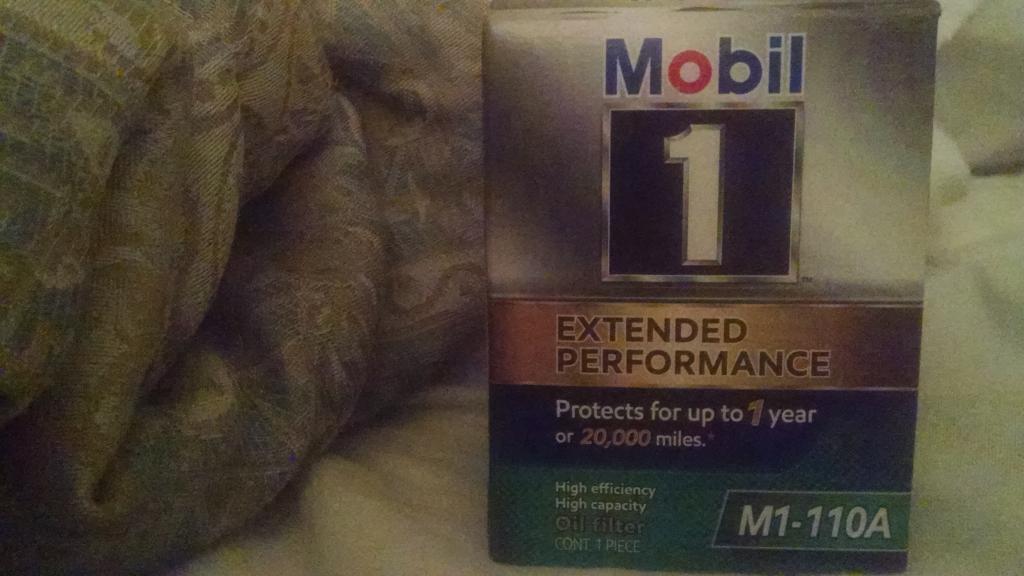 Mobil
1
EXTENDED
PERFORMANCE
Protects for up to 1 year
or 20,000 miles.*
High efficiency
High capacity
Oil filter
CONT. 1 PIECE
M1-110A